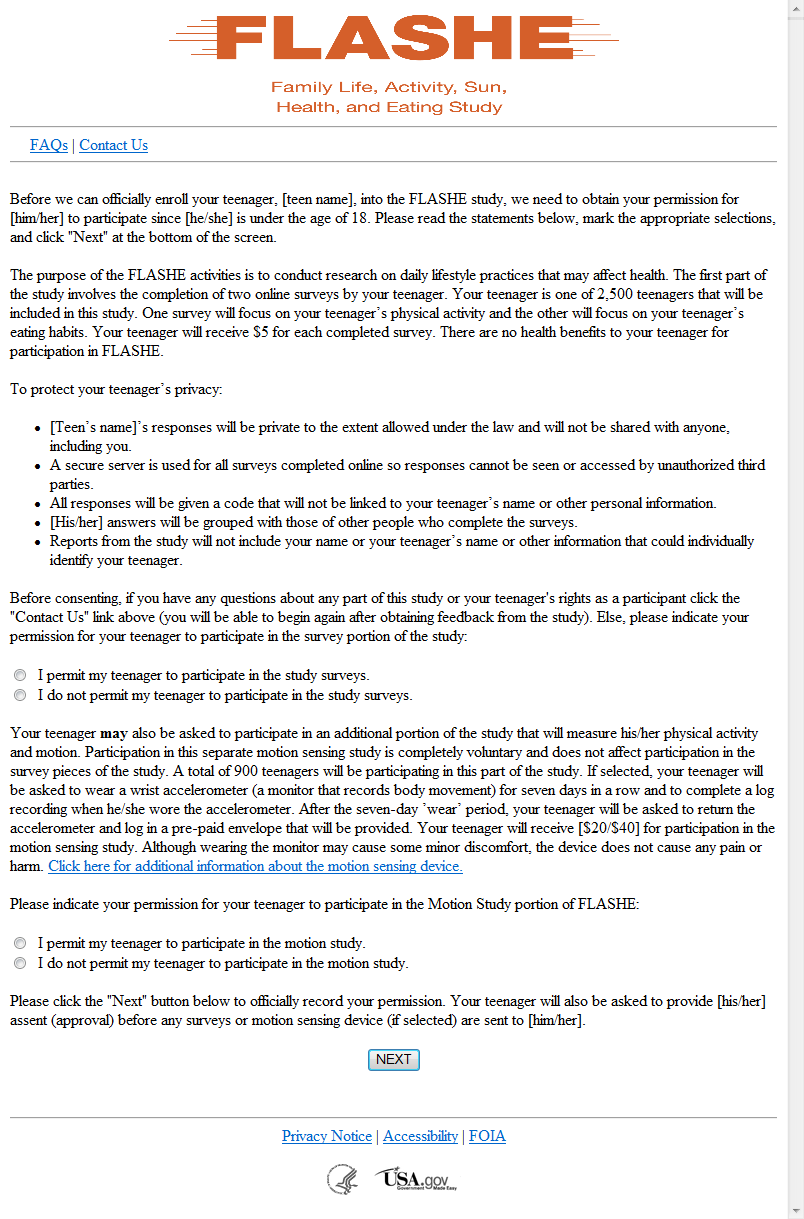 FLASHE
Family Life, Activity, Sun,
Health, and Eating Study
FAQs | Contact Us
Before we can officially enroll your teenager, [teen name], into the FLASHE study, we need to obtain your permission for
[him/her] to participate since [he/she] is under the age of 18. Please read the statements below, mark the appropriate selections,
and click "Next" at the bottom of the screen.
The purpose of the FLASHE activities is to conduct research on daily lifestyle practices that may affect health. The first part of
the study involves the completion of two online surveys by your teenager. Your teenager is one of 2,500 teenagers that will be
included in this study. One survey will focus on your teenager’s physical activity and the other will focus on your teenager’s
eating habits. Your teenager will receive $5 for each completed survey. There are no health benefits to your teenager for
participation in FLASHE.
To protect your teenager’s privacy:
• [Teen’s name]’s responses will be private to the extent allowed under the law and will not be shared with anyone,
including you.
• A secure server is used for all surveys completed online so responses cannot be seen or accessed by unauthorized third
parties.
• All responses will be given a code that will not be linked to your teenager’s name or other personal information.
• [His/her] answers will be grouped with those of other people who complete the surveys.
• Reports from the study will not include your name or your teenager’s name or other information that could individually
identify your teenager.
Before consenting, if you have any questions about any part of this study or your teenager's rights as a participant click the
"Contact Us" link above (you will be able to begin again after obtaining feedback from the study). Else, please indicate your
permission for your teenager to participate in the survey portion of the study:
I permit my teenager to participate in the study surveys.
I do not permit my teenager to participate in the study surveys.
Your teenager may also be asked to participate in an additional portion of the study that will measure his/her physical activity
and motion. Participation in this separate motion sensing study is completely voluntary and does not affect participation in the
survey pieces of the study. A total of 900 teenagers will be participating in this part of the study. If selected, your teenager will
be asked to wear a wrist accelerometer (a monitor that records body movement) for seven days in a row and to complete a log
recording when he/she wore the accelerometer. After the seven-day ’wear’ period, your teenager will be asked to return the
accelerometer and log in a pre-paid envelope that will be provided. Your teenager will receive [$20/$40] for participation in the
motion sensing study. Although wearing the monitor may cause some minor discomfort, the device does not cause any pain or
harm. Click here for additional information about the motion sensing device.
Please indicate your permission for your teenager to participate in the Motion Study portion of FLASHE:
I permit my teenager to participate in the motion study.
I do not permit my teenager to participate in the motion study.
Please click the "Next" button below to officially record your permission. Your teenager will also be asked to provide [his/her]
assent (approval) before any surveys or motion sensing device (if selected) are sent to [him/her].
NEXT
Privacy Notice | Accessibility | FOIA
USA.gov
Government Made Easy